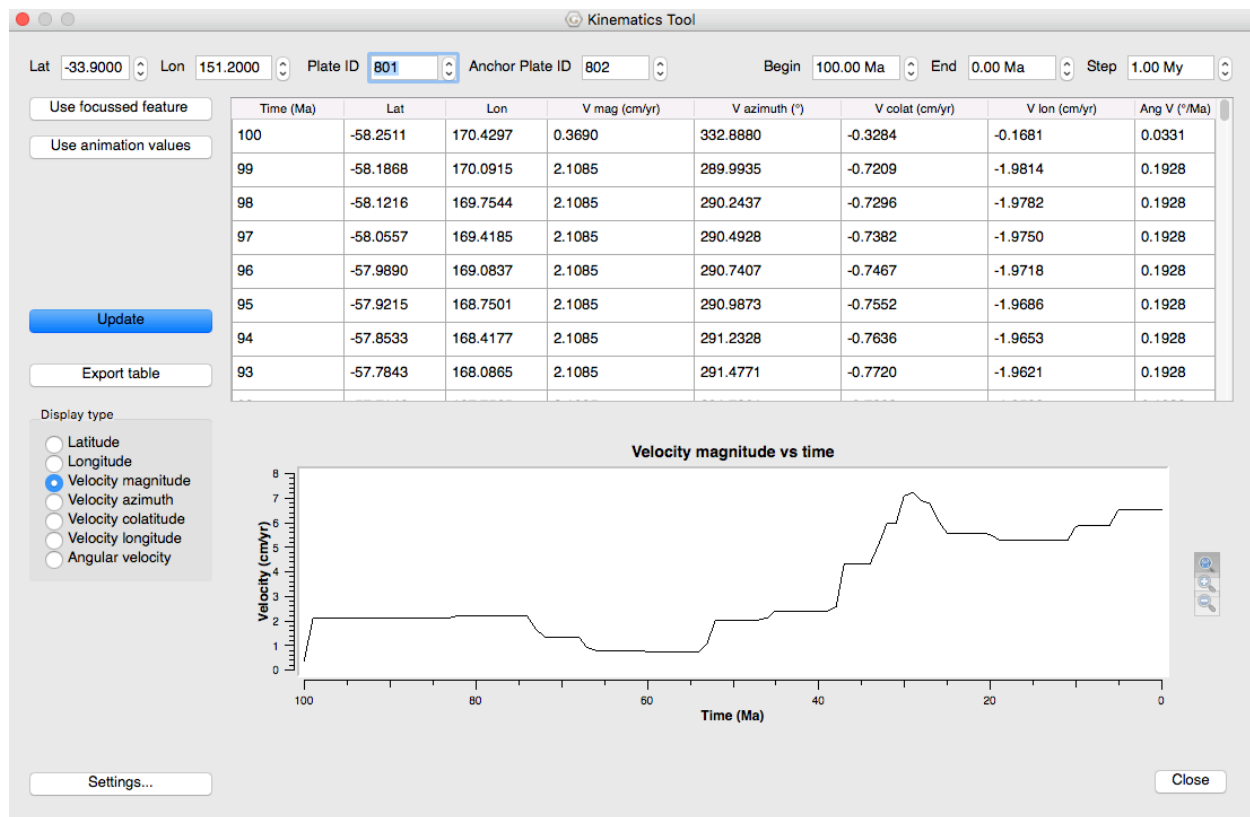 Kinematics Tool
Lat -33.9000 Lon 151.2000 Plate ID 801 Anchor Plate ID 802 Begin 100.00 Ma End 0.00 Ma Step 1.00 My
Use focussed feature
Use animation values
Update
Export table
Time (Ma) Lat Lon V mag (cm/yr) V azimuth (°) V colat (cm/yr) V lon (cm/yr) Ang V (°/Ma)
100 -58.2511 170.4297 0.3690 332.8880 -0.3284 -0.1681 0.0331
99 -58.1868 170.0915 2.1085 289.9935 -0.7209 -1.9814 0.1928
98 -58.1216 169.7544 2.1085 290.2437 -0.7296 -1.9782 0.1928
97 -58.0557 169.4185 2.1085 290.4928 -0.7382 -1.9750 0.1928
96 -57.9890 169.0837 2.1085 290.7407 -0.7467 -1.9718 0.1928
95 -57.9215 168.7501 2.1085 290.9873 -0.7552 -1.9686 0.1928
94 -57.8533 168.4177 2.1085 291.2328 -0.7636 -1.9653 0.1928
93 -57.7843 168.0865 2.1085 291.4771 -0.7720 -1.9621 0.1928
Display type
Latitude
Longitude
Velocity magnitude
Velocity azimuth
Velocity colatitude
Velocity longitude
Angular velocity
Velocity magnitude vs time
Velocity (cm/yr)
8
7
6
5
4
3
2
1
0
100 80 60 40 20 0
Time (Ma)
Settings...
Close